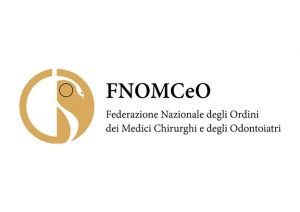 FNOMCeO
Federazione Nazionale degli Ordini
dei Medici Chirurghi e degli Odontoiatri